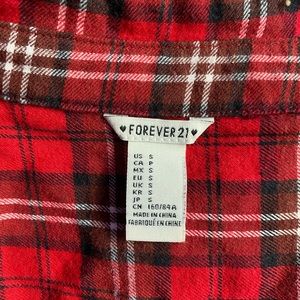 ♥ FOREVER 21 ♥
US S
CA P
MX S
EU S
UK S
KR S
JP S
CN 160/84A
MADE IN CHINA
FABRIQUÉ EN CHINE